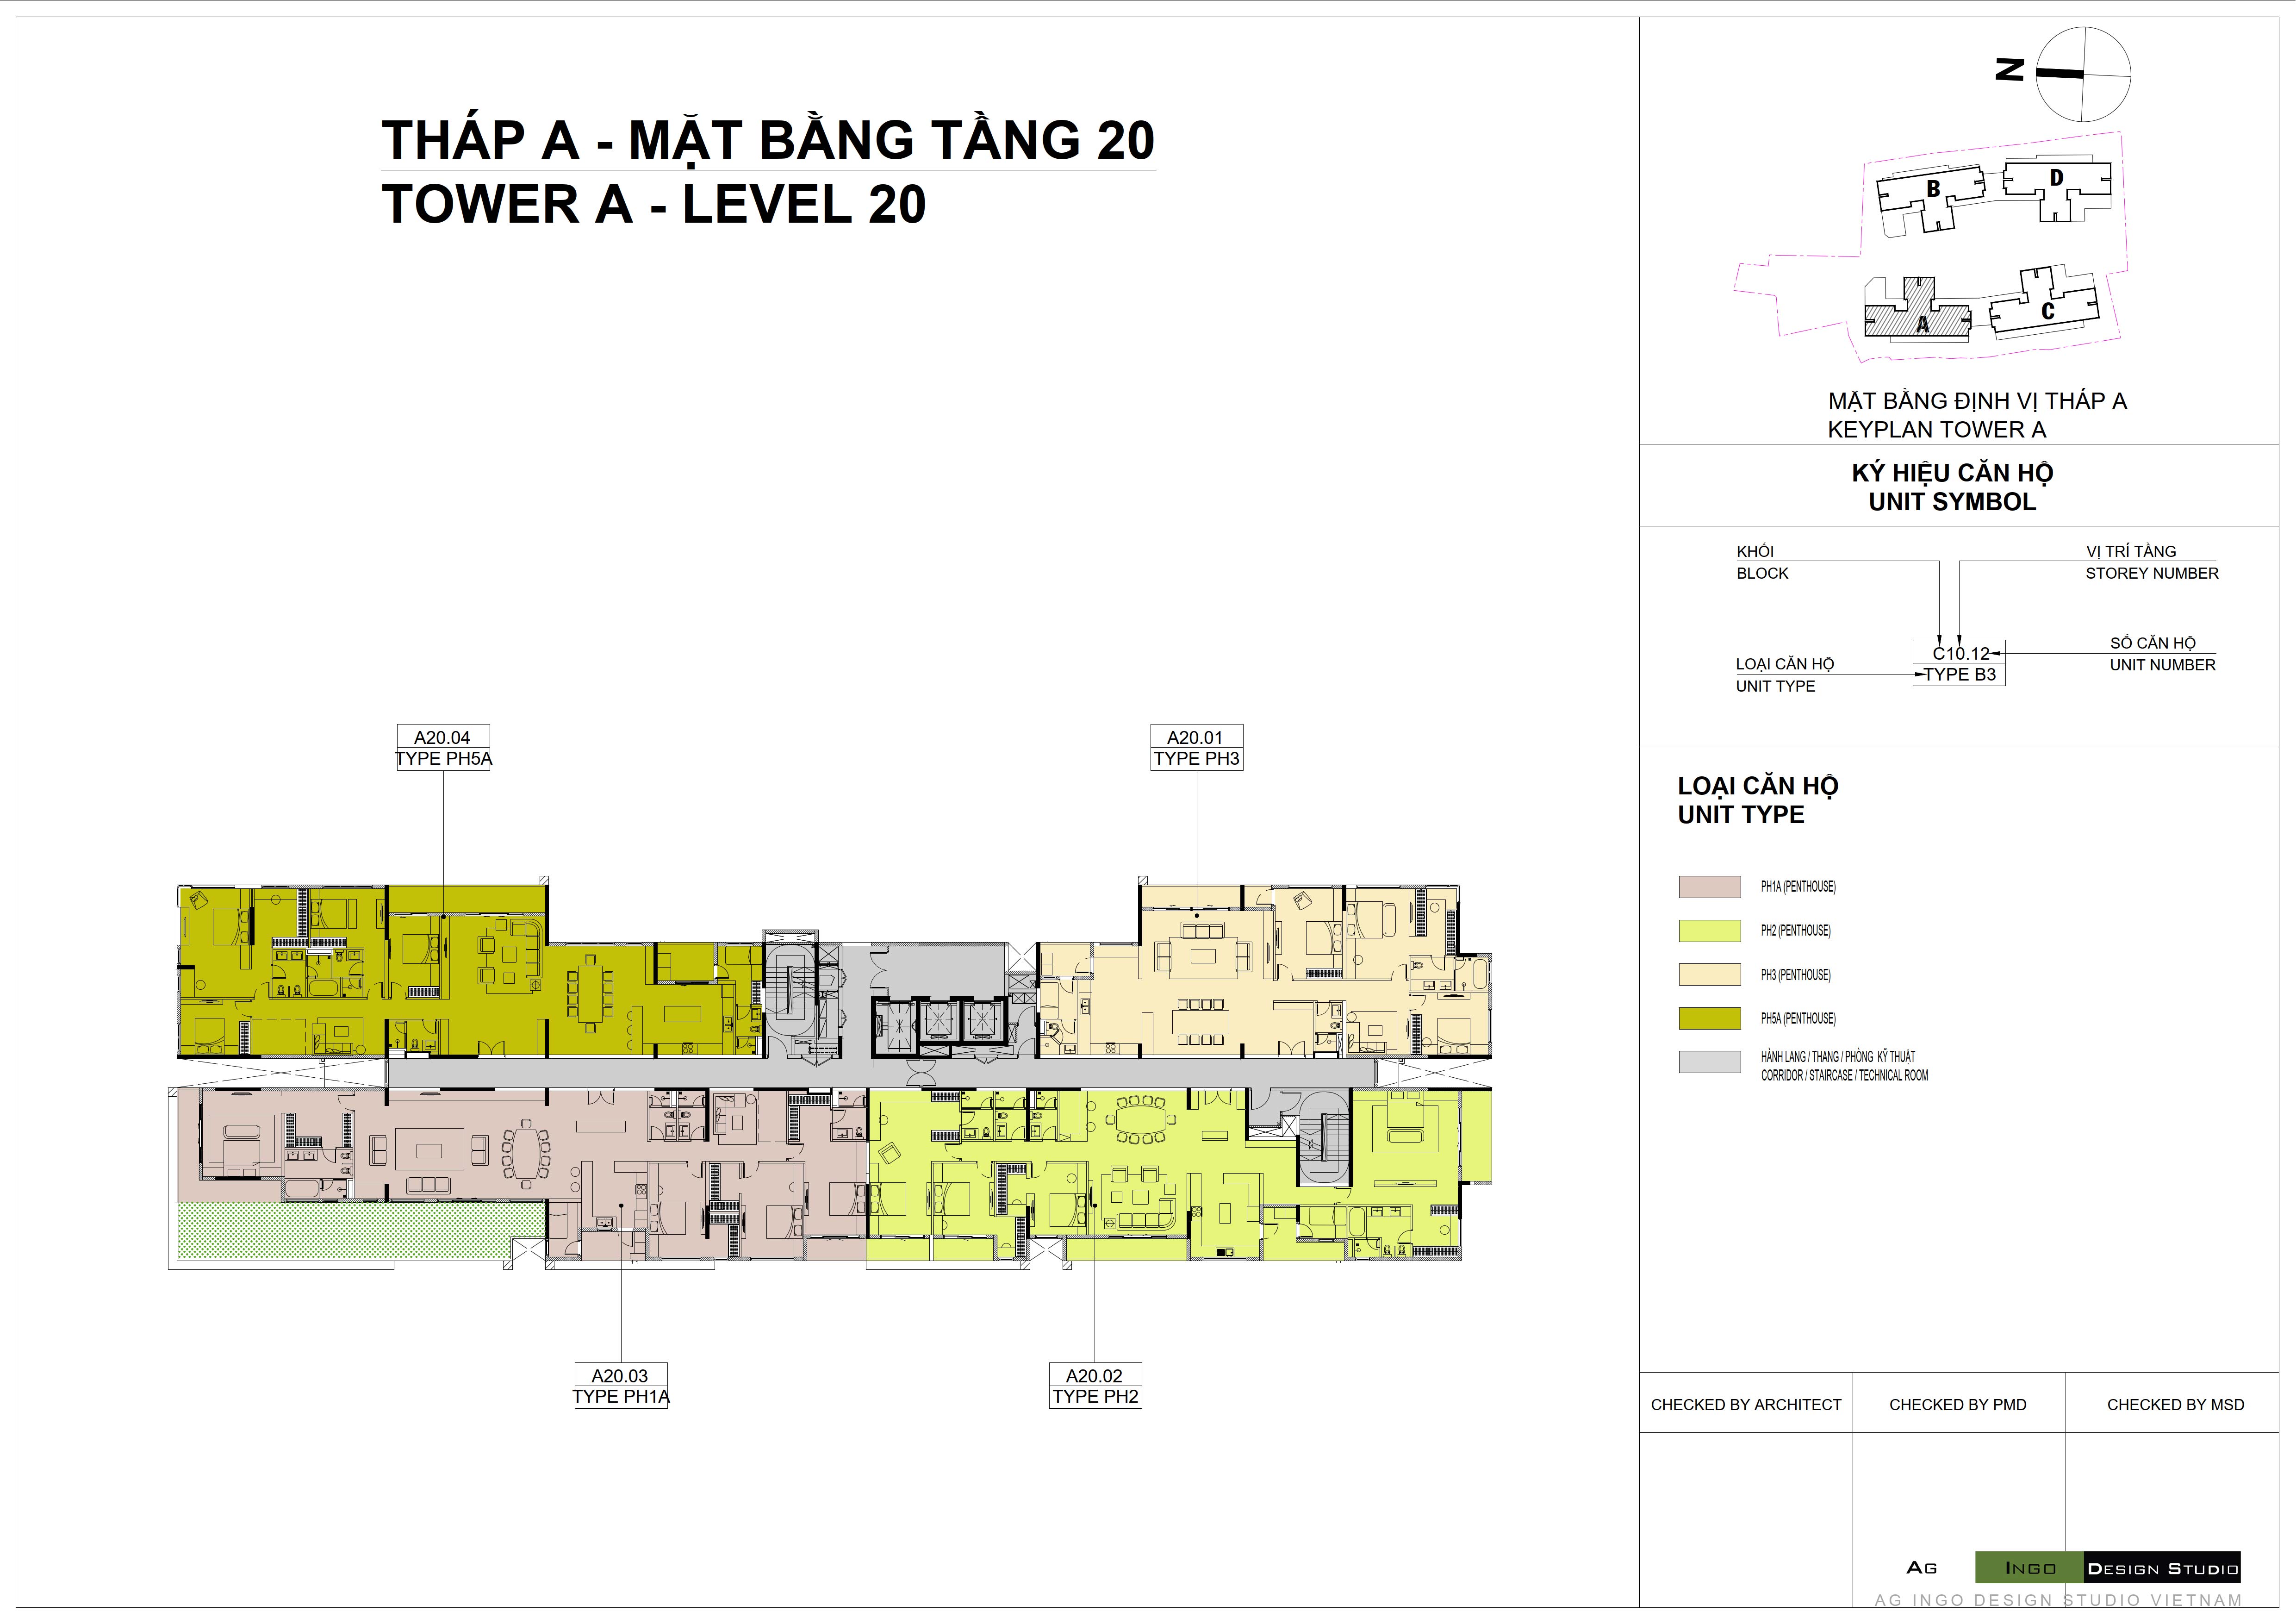 THÁP A - MẶT BẰNG TẦNG 20
TOWER A - LEVEL 20
N
B
D
A
C
MẶT BẰNG ĐỊNH VỊ THÁP A
KEYPLAN TOWER A
KÝ HIỆU CĂN HỘ
UNIT SYMBOL
KHỐI
BLOCK
VỊ TRÍ TẦNG
STOREY NUMBER
C10.12
TYPE B3
SỐ CĂN HỘ
UNIT NUMBER
LOẠI CĂN HỘ
UNIT TYPE
A20.04
TYPE PH5A
A20.01
TYPE PH3
A20.03
TYPE PH1A
A20.02
TYPE PH2
LOẠI CĂN HỘ
UNIT TYPE
PH1A (PENTHOUSE)
PH2 (PENTHOUSE)
PH3 (PENTHOUSE)
PH5A (PENTHOUSE)
HÀNH LANG / THANG / PHÒNG KỸ THUẬT
CORRIDOR / STAIRCASE / TECHNICAL ROOM
CHECKED BY ARCHITECT
CHECKED BY PMD
CHECKED BY MSD
AG INGO DESIGN STUDIO
AG INGO DESIGN STUDIO VIETNAM